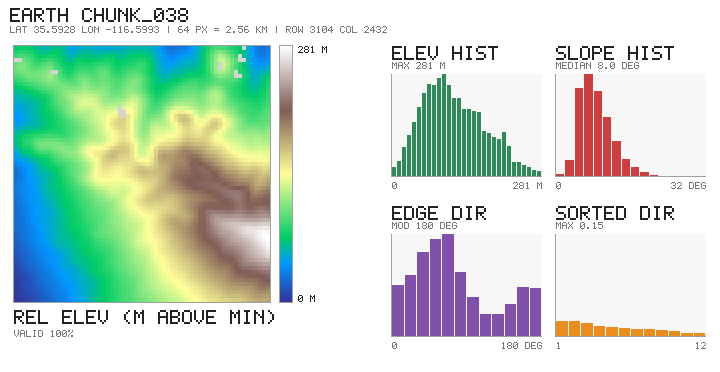 EARTH CHUNK_038
LAT 35.5928 LON -116.5993 | 64 PX = 2.56 KM | ROW 3104 COL 2432
281 M
0 M
REL ELEV (M ABOVE MIN)
VALID 100%
ELEV HIST
MAX 281 M
0 281 M
SLOPE HIST
MEDIAN 8.0 DEG
0 32 DEG
EDGE DIR
MOD 180 DEG
0 180 DEG
SORTED DIR
MAX 0.15
1 12